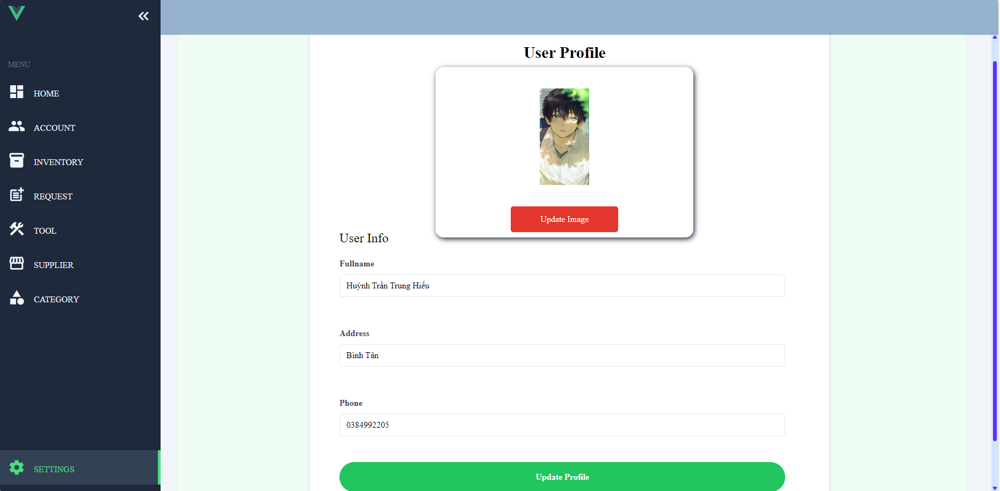 MENU
HOME
ACCOUNT
INVENTORY
REQUEST
TOOL
SUPPLIER
CATEGORY
SETTINGS
User Profile
Update Image
User Info
Fullname
Huỳnh Trần Trung Hiếu
Address
Bình Tân
Phone
0384992205
Update Profile